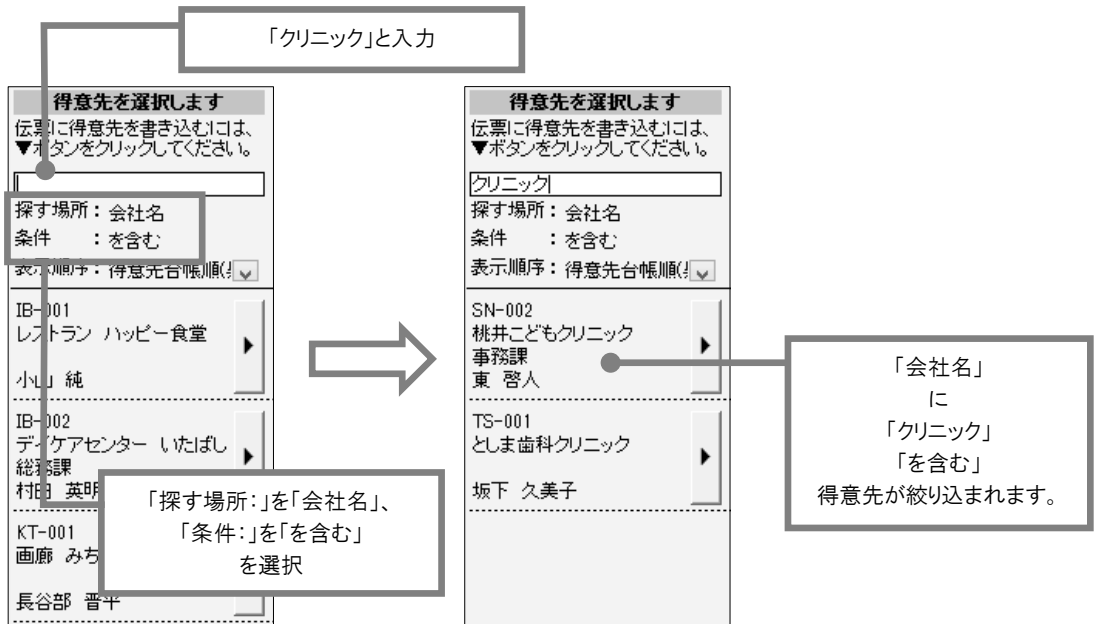 「クリニック」と入力
得意先を選択します
伝票に得意先を書き込むには、
▼ボタンをクリックしてください。
探す場所：会社名
条件　：を含む
表示順序：得意先台帳順(
IB-001
レストラン ハッピー食堂
小山 純
IB-002
デイケアセンター いたばし
総務課
村田 英明
KT-001
画廊 みち
長谷部 晋平
「探す場所：」を「会社名」、
「条件：」を「を含む」
を選択
得意先を選択します
伝票に得意先を書き込むには、
▼ボタンをクリックしてください。
クリニック
探す場所：会社名
条件　：を含む
表示順序：得意先台帳順(
SN-002
桃井こどもクリニック
事務課
東 啓人
TS-001
としま歯科クリニック
坂下 久美子
「会社名」
に
「クリニック」
「を含む」
得意先が絞り込まれます。